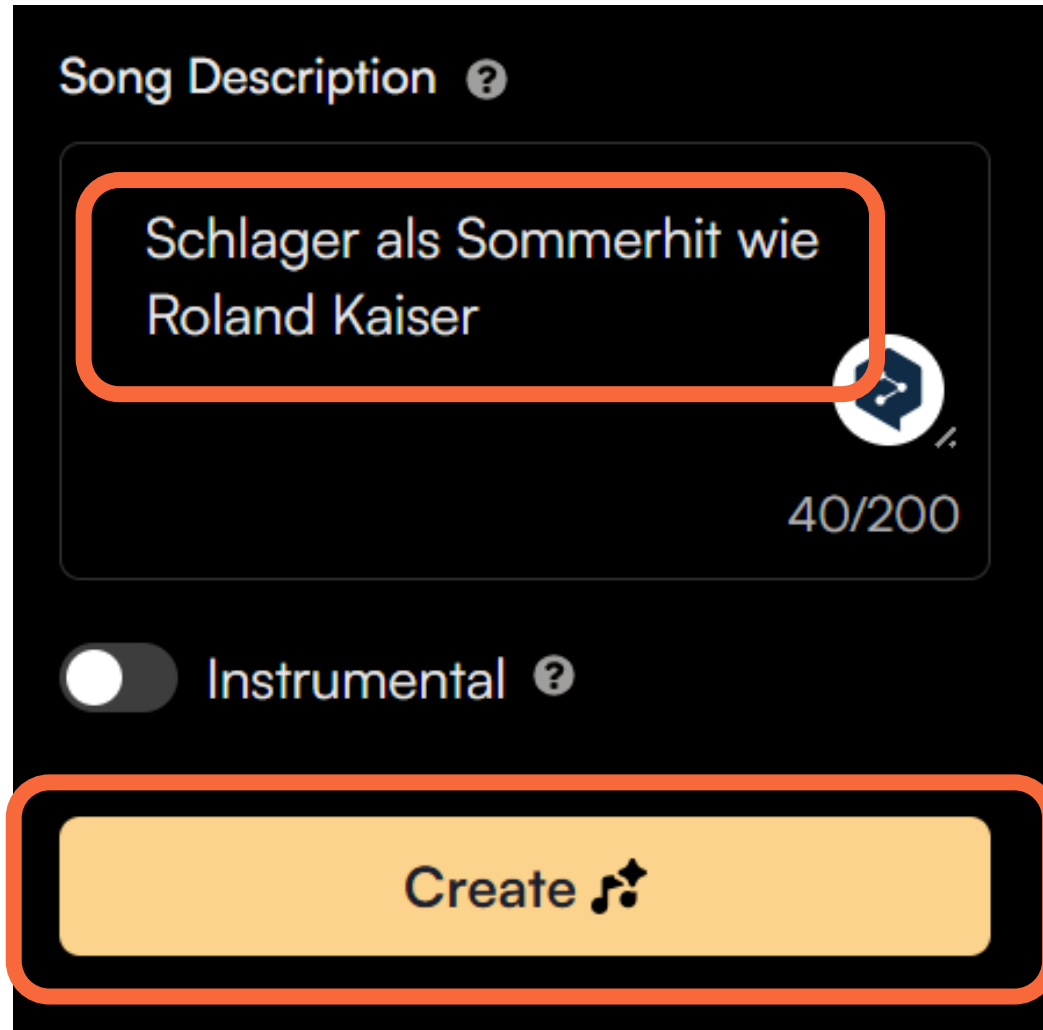 Song Description ?
Schlager als Sommerhit wie
Roland Kaiser
40/200
Instrumental ?
Create